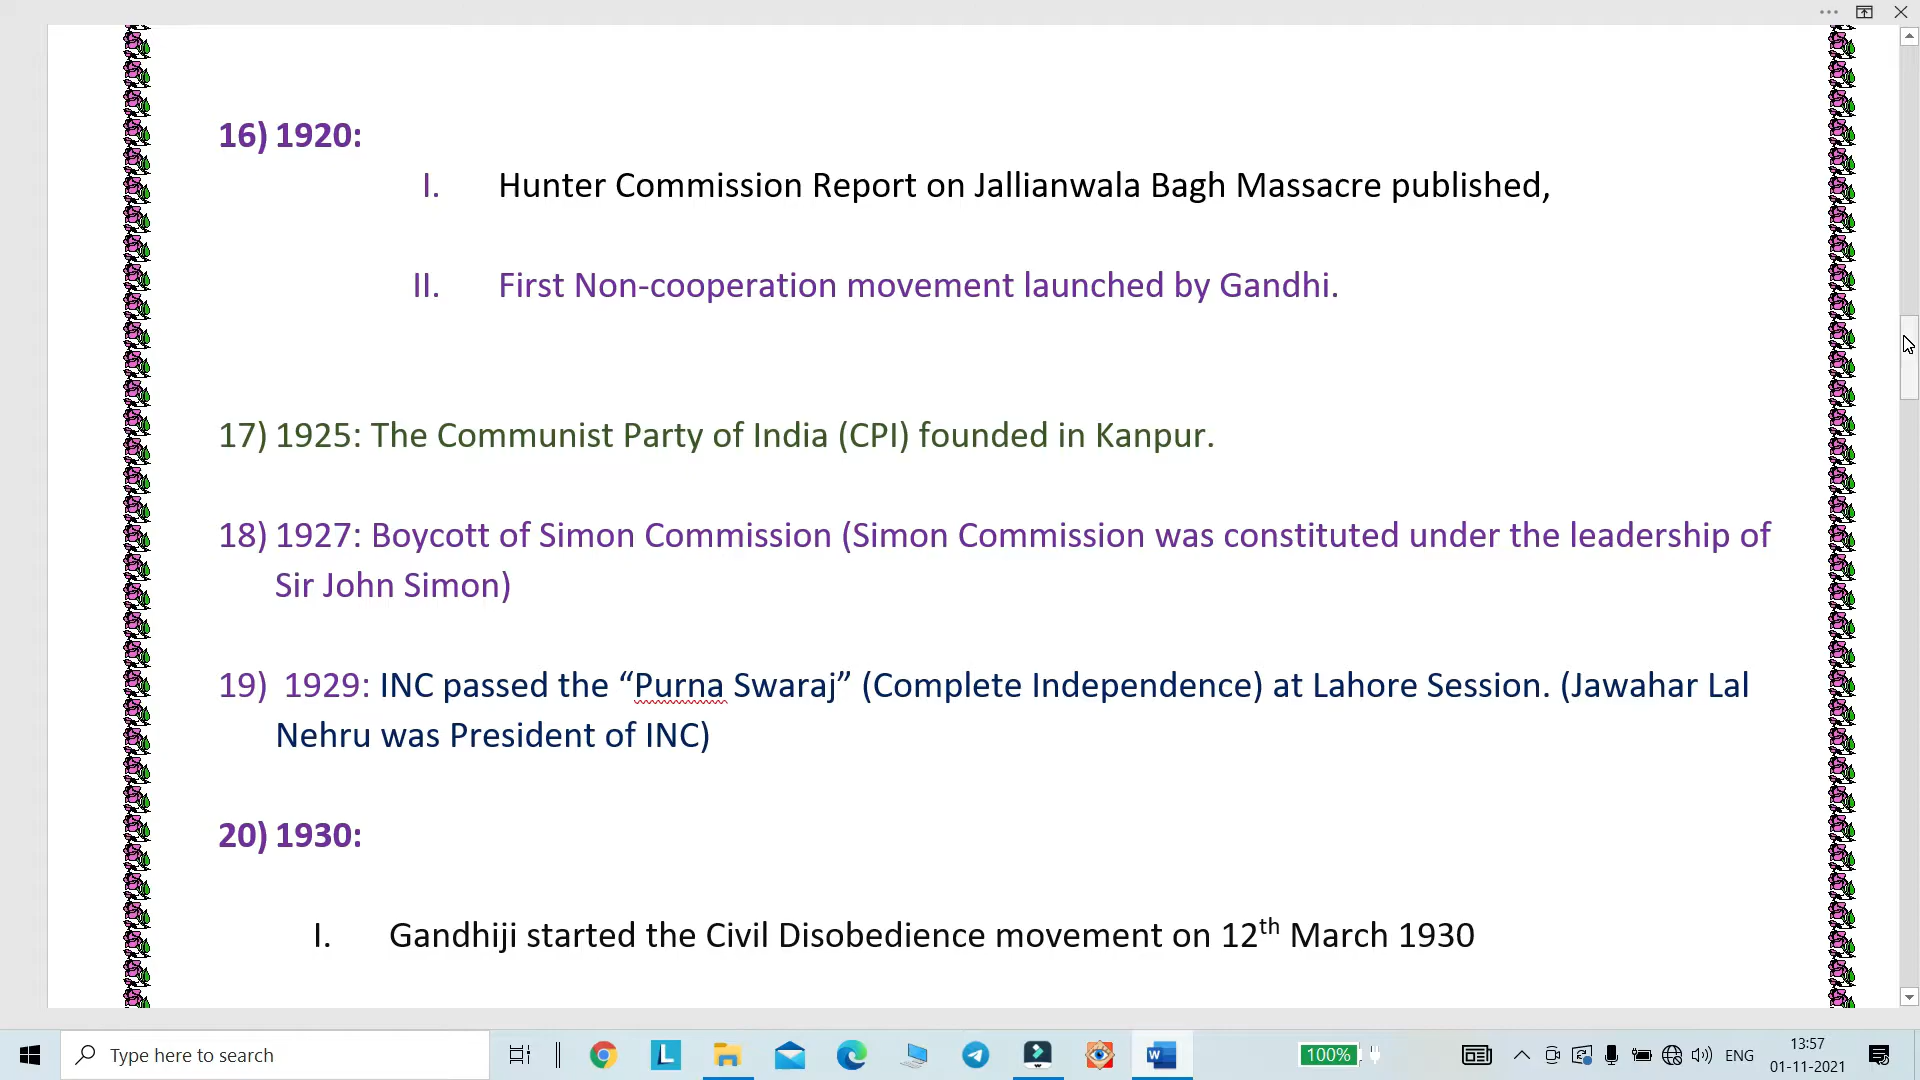 16) 1920:
I. Hunter Commission Report on Jallianwala Bagh Massacre published,
II. First Non-cooperation movement launched by Gandhi.
17) 1925: The Communist Party of India (CPI) founded in Kanpur.
18) 1927: Boycott of Simon Commission (Simon Commission was constituted under the leadership of
Sir John Simon)
19) 1929: INC passed the “Purna Swaraj” (Complete Independence) at Lahore Session. (Jawahar Lal
Nehru was President of INC)
20) 1930:
I. Gandhiji started the Civil Disobedience movement on 12th March 1930
Type here to search
L
W
100%
ENG
13:57
01-11-2021